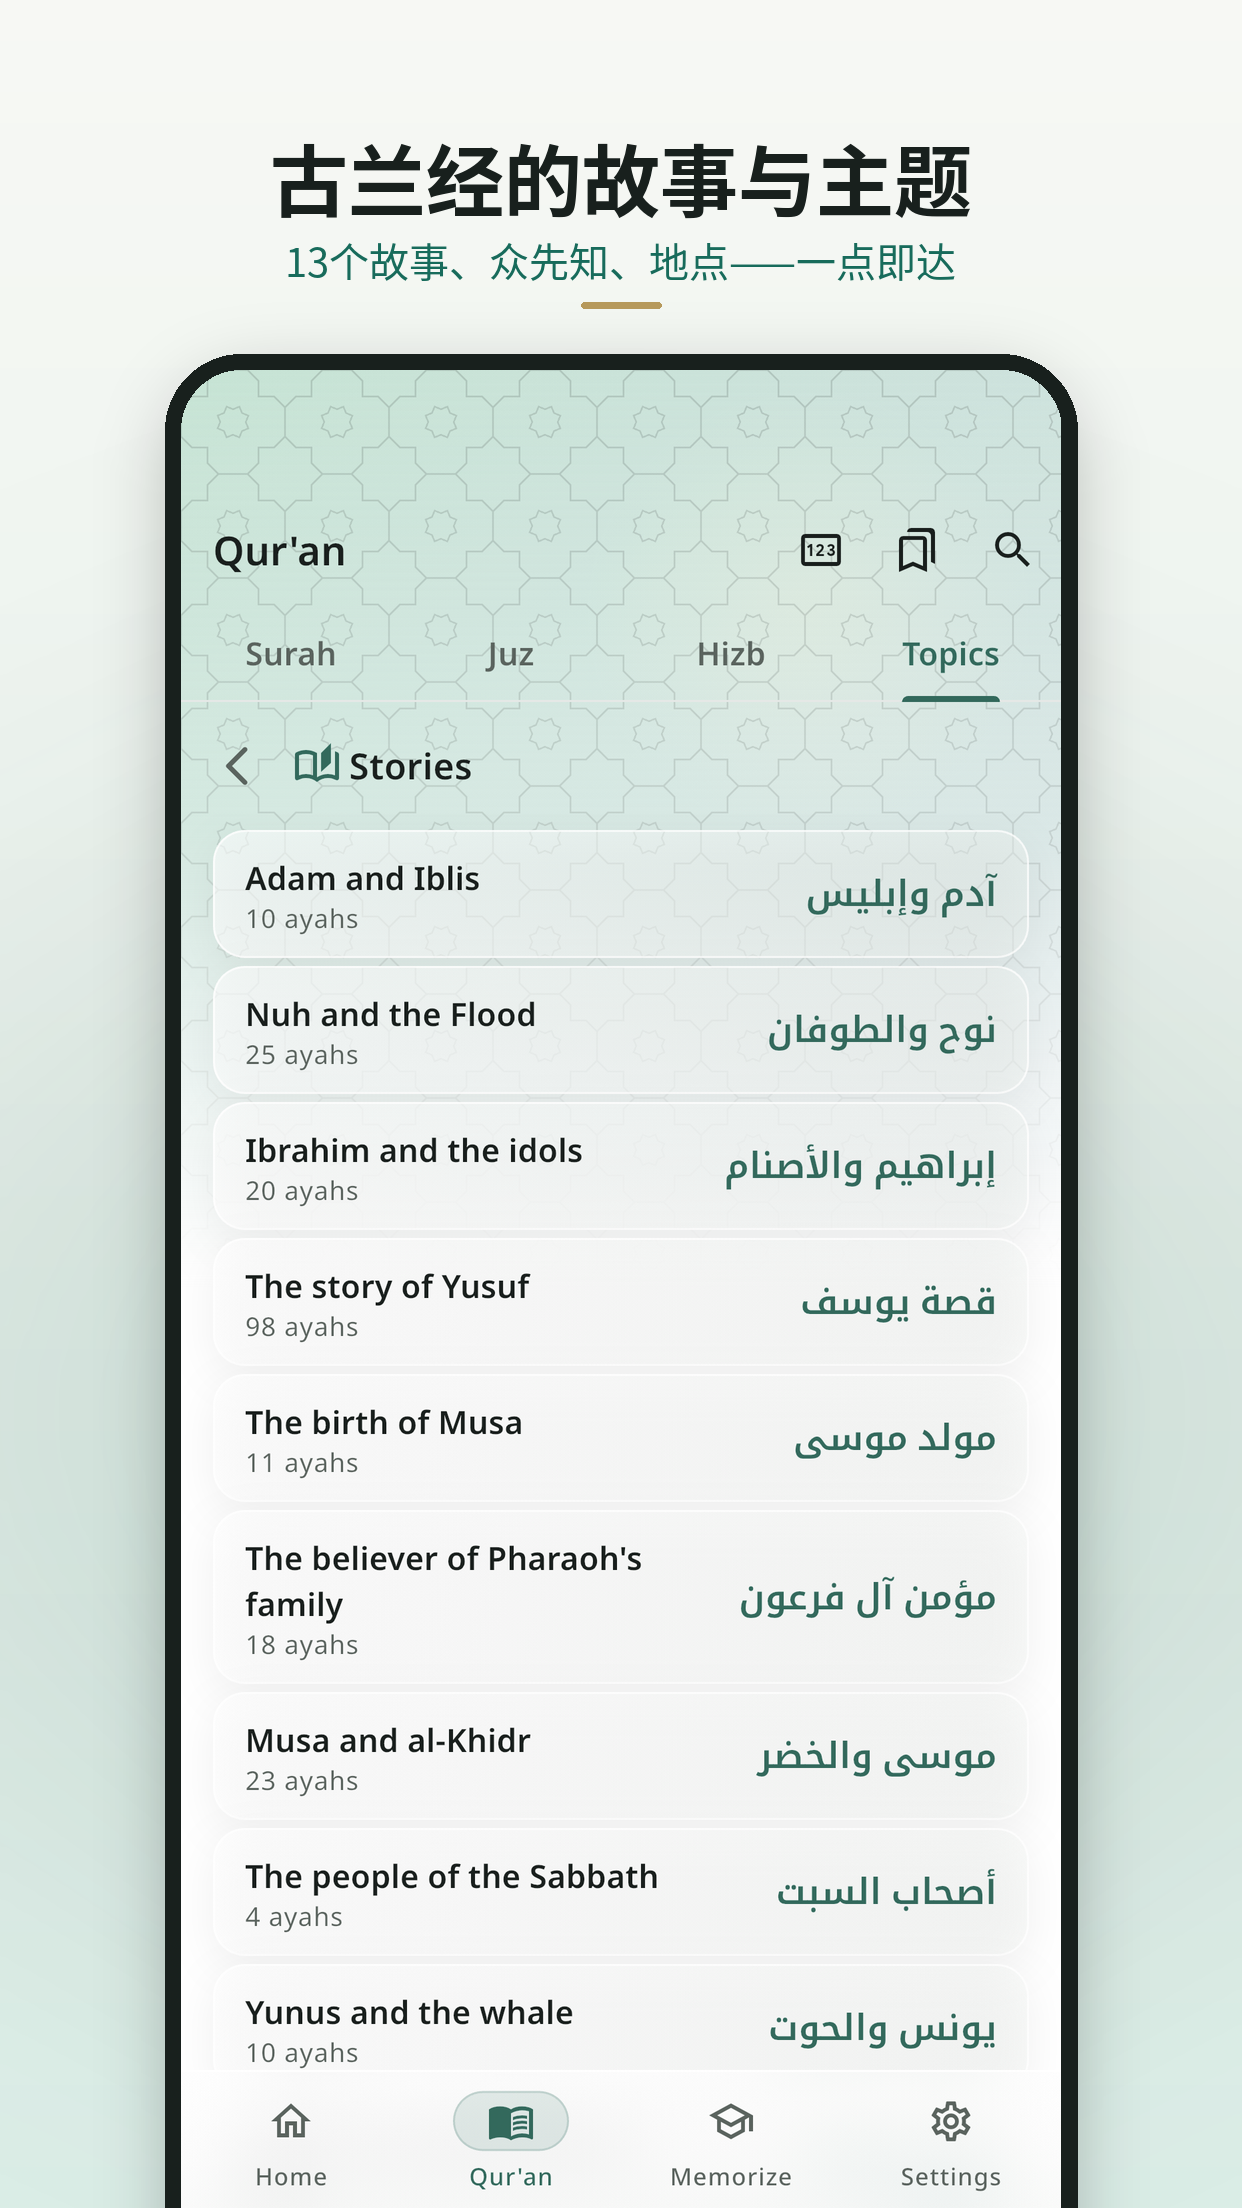 古兰经的故事与主题
13个故事、众先知、地点——一点即达
Qur'an
123
Surah Juz Hizb Topics
Stories
Adam and Iblis
10 ayahs
آدم وإبليس
Nuh and the Flood
25 ayahs
نوح والطوفان
Ibrahim and the idols
20 ayahs
إبراهيم والأصنام
The story of Yusuf
98 ayahs
قصة يوسف
The birth of Musa
11 ayahs
مولد موسى
The believer of Pharaoh's
family
18 ayahs
مؤمن آل فرعون
Musa and al-Khidr
23 ayahs
موسى والخضر
The people of the Sabbath
4 ayahs
أصحاب السبت
Yunus and the whale
10 ayahs
يونس والحوت
Home Qur'an Memorize Settings